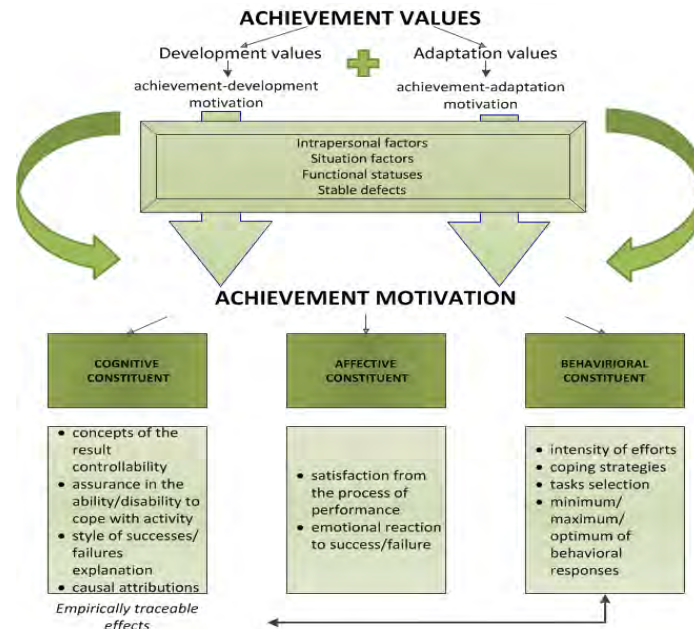 ACHIEVEMENT VALUES
Development values
Adaptation values
achievement-development
motivation
achievement-adaptation
motivation
Intrapersonal factors
Situation factors
Functional statuses
Stable defects
ACHIEVEMENT MOTIVATION
COGNITIVE
CONSTITUENT
AFFECTIVE
CONSTITUENT
BEHAVIRIORAL
CONSTITUENT
• concepts of the
result
controllability
• assurance in the
ability/disability to
cope with activity
• style of successes/
failures
explanation
• causal attributions
• satisfaction from
the process of
performance
• emotional reaction
to success/failure
• intensity of efforts
• coping strategies
• tasks selection
• minimum/
maximum/
optimum of
behavioral
responses
Empirically traceable
effects